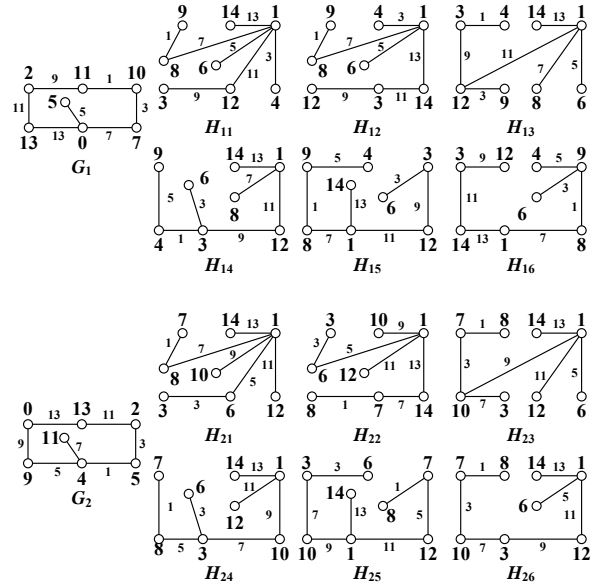 9 14 13 1
1 7 5 3
8 6 11
3 9 12 4
H11
9 4 3 1
1 7 5 13
8 6
12 9 3 11 14
H12
3 1 4 14 13 1
9 11 7 5
12 3 9 8 6
H13
2 9 11 1 10
11 5 5 3
13 13 0 7 7
G1
9 6 14 13 1
5 3 7 8 11
4 1 3 9 12
H14
9 5 4 3
14 3
1 13 6 9
8 7 1 11 12
H15
3 9 12 4 5 9
11 3 1
6
14 13 1 7 8
H16
7 14 13 1
1 7 9 11
8 10 5
3 3 6 12
H21
3 10 9 1
3 5 11 13
6 12
8 1 7 7 14
H22
7 1 8 14 13 1
3 9 11 5
10 7 3 12 6
H23
0 13 13 11 2
9 11 7 3
9 5 4 1 5
G2
7 6 14 13 1
1 3 11 9
12
8 5 3 7 10
H24
3 3 6 7
14 1
7 13 8 5
10 9 1 11 12
H25
7 1 8 14 13 1
3 6 5 11
10 7 3 9 12
H26